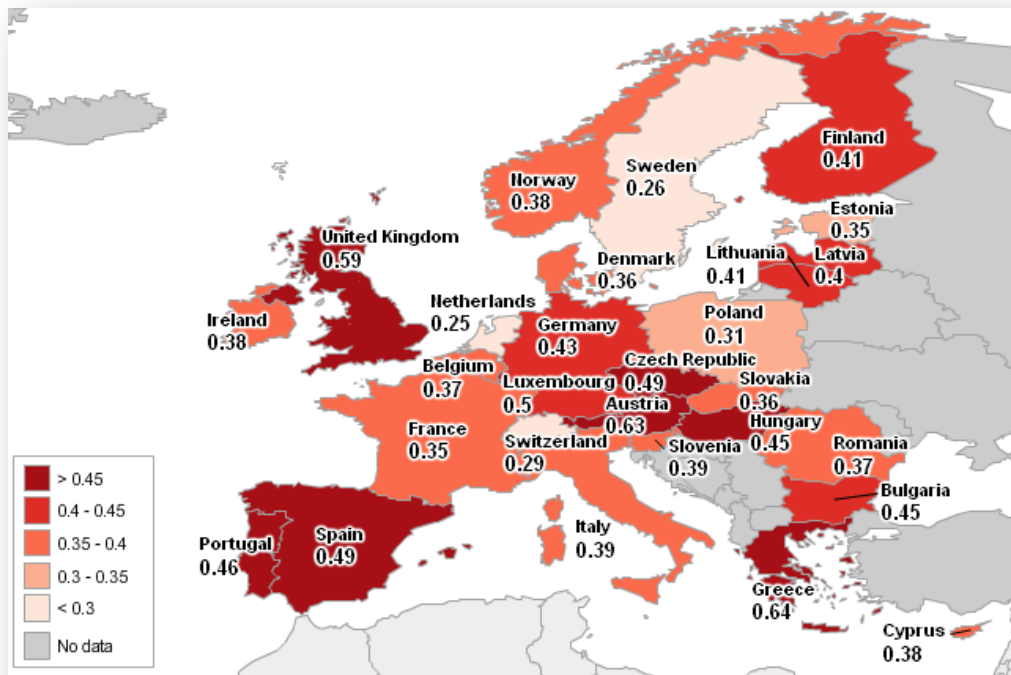 Finland
0.41
Sweden
0.26
Norway
0.38
Estonia
0.35
United Kingdom
0.59
Denmark
0.36
Lithuania
0.41
Latvia
0.4
Netherlands
0.25
Ireland
0.38
Germany
0.43
Poland
0.31
Belgium
0.37
Czech Republic
0.49
Luxembourg
0.5
Slovakia
0.36
Austria
0.63
Hungary
0.45
France
0.35
Switzerland
0.29
Slovenia
0.39
Romania
0.37
Bulgaria
0.45
Portugal
0.46
Spain
0.49
Italy
0.39
Greece
0.64
Cyprus
0.38
> 0.45
0.4 - 0.45
0.35 - 0.4
0.3 - 0.35
< 0.3
No data